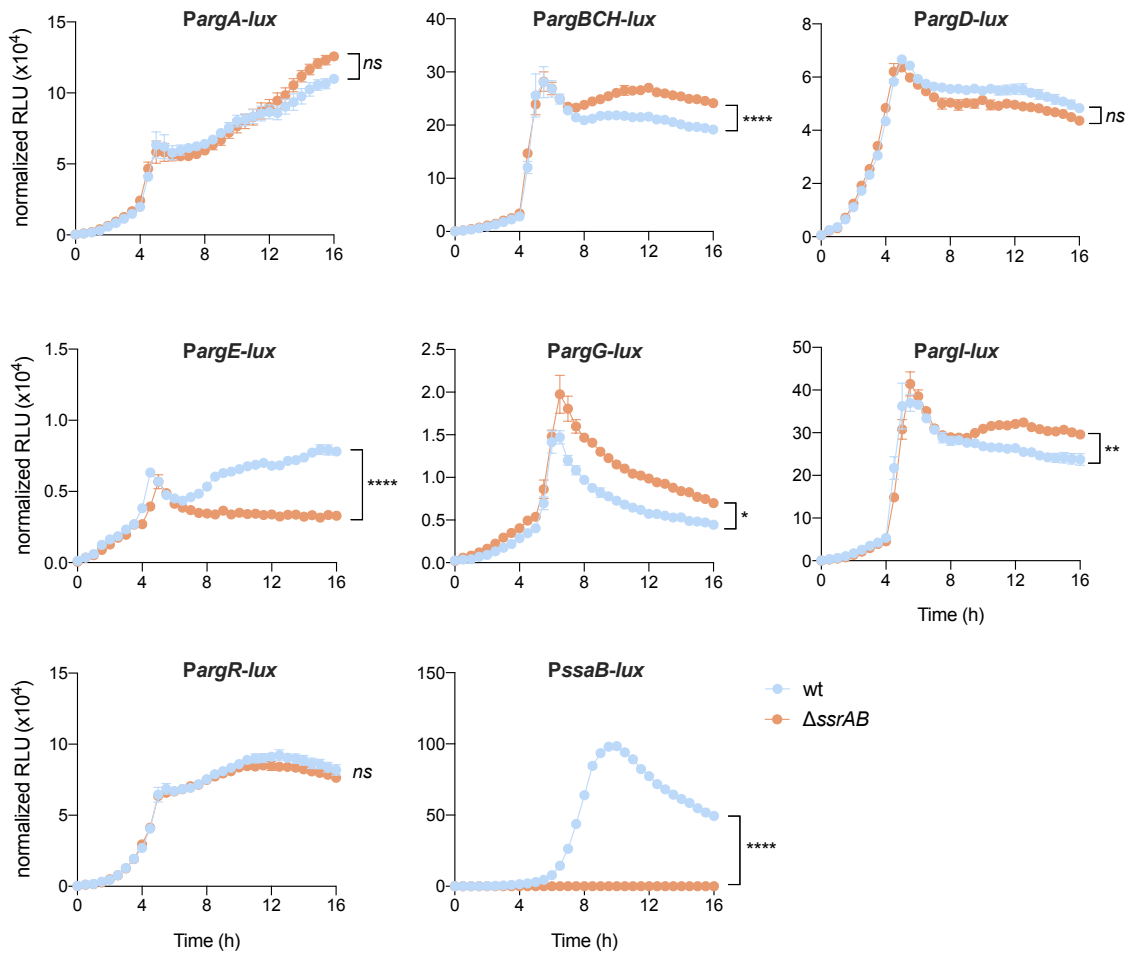 PargA-lux
PargBCH-lux
PargD-lux
normalized RLU (x10⁴)
15
10
5
0
0 4 8 12 16
ns
40
30
20
10
0
0 4 8 12 16
****
8
6
4
2
0
0 4 8 12 16
ns
PargE-lux
PargG-lux
PargI-lux
normalized RLU (x10⁴)
1.5
1.0
0.5
0.0
0 4 8 12 16
****
2.5
2.0
1.5
1.0
0.5
0.0
0 4 8 12 16
*
50
40
30
20
10
0
0 4 8 12 16
**
Time (h)
PargR-lux
PssaB-lux
normalized RLU (x10⁴)
15
10
5
0
0 4 8 12 16
ns
Time (h)
150
100
50
0
0 4 8 12 16
****
Time (h)
wt
ΔssrAB